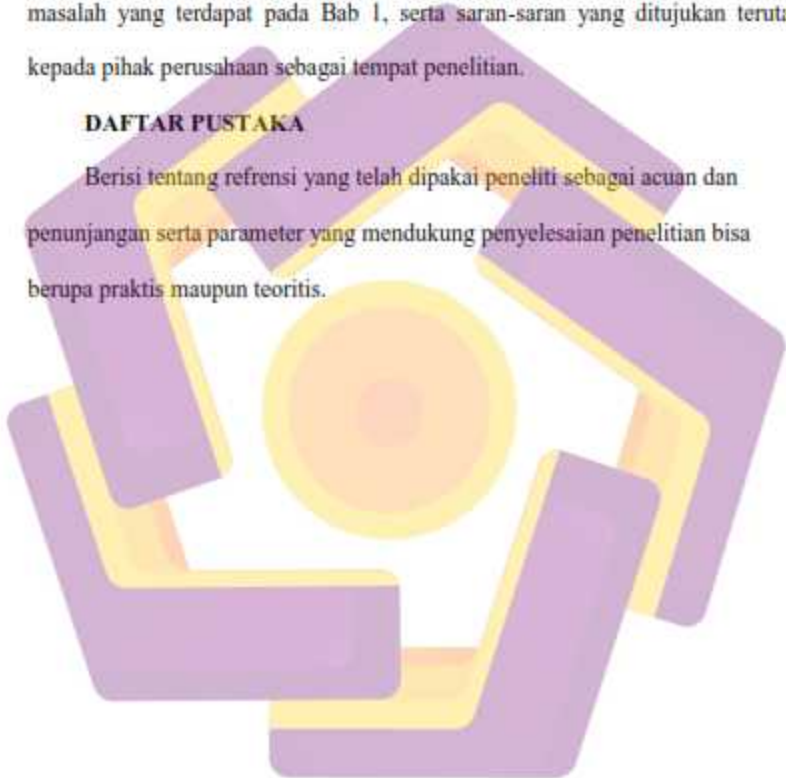 masalah yang terdapat pada Bab 1, serta saran-saran yang ditujukan teruta
kepada pihak perusahaan sebagai tempat penelitian.
DAFTAR PUSTAKA
Berisi tentang refrensi yang telah dipakai peneliti sebagai acuan dan
penunjangan serta parameter yang mendukung penyelesaian penelitian bisa
berupa praktis maupun teoritis.